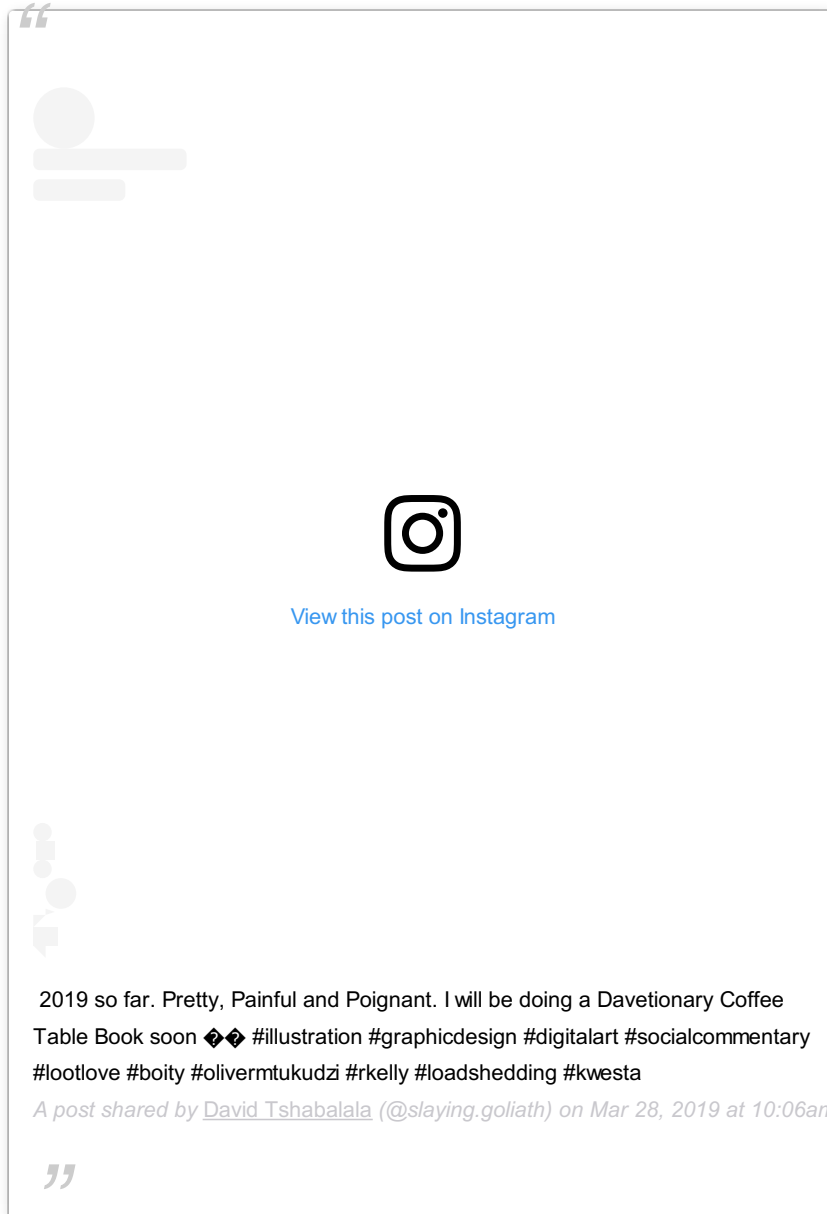 “
View this post on Instagram
2019 so far. Pretty, Painful and Poignant. I will be doing a Davetionary Coffee
Table Book soon �� #illustration #graphicdesign #digitalart #socialcommentary
#lootlove #boity #olivermtukudzi #rkelly #loadshedding #kwesta
A post shared by David Tshabalala (@slaying.goliath) on Mar 28, 2019 at 10:06am
”